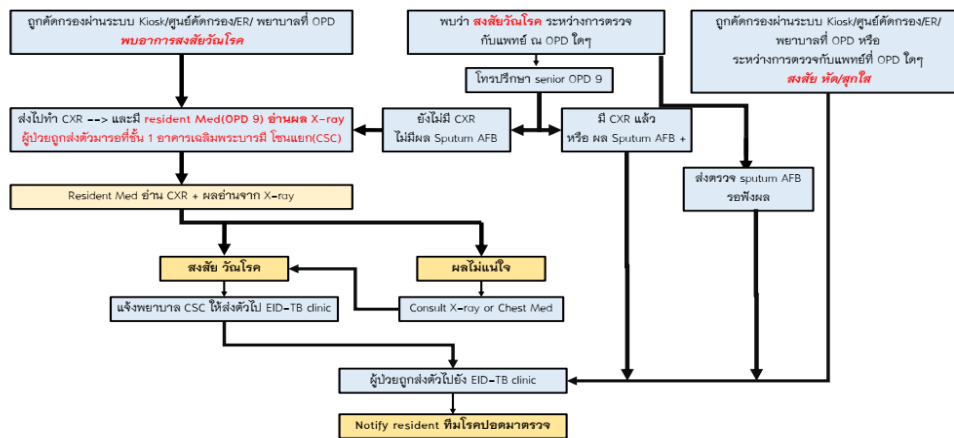 ถูกคัดกรองผ่านระบบ Kiosk/ศูนย์คัดกรอง/ER/ พยาบาลที่ OPD
พบอาการสงสัยวัณโรค
พบว่า สงสัยวัณโรค ระหว่างการตรวจ
กับแพทย์ ณ OPD ใดๆ
ถูกคัดกรองผ่านระบบ Kiosk/ศูนย์คัดกรอง/ER/
พยาบาลที่ OPD หรือ
ระหว่างการตรวจกับแพทย์ที่ OPD ใดๆ
สงสัย หัด/สุกใส
โทรปรึกษา senior OPD 9
ส่งไปทำ CXR --> และมี resident Med(OPD 9) อ่านผล X-ray
ผู้ป่วยถูกส่งตัวมารอที่ชั้น 1 อาคารเฉลิมพระบารมี โซนแยก(CSC)
ยังไม่มี CXR
ไม่มีผล Sputum AFB
มี CXR แล้ว
หรือ ผล Sputum AFB +
ส่งตรวจ sputum AFB
รอฟังผล
Resident Med อ่าน CXR + ผลอ่านจาก X-ray
สงสัย วัณโรค
ผลไม่แน่ใจ
แจ้งพยาบาล CSC ให้ส่งตัวไป EID-TB clinic
Consult X-ray or Chest Med
ผู้ป่วยถูกส่งตัวไปยัง EID-TB clinic
Notify resident ทีมโรคปอดมาตรวจ